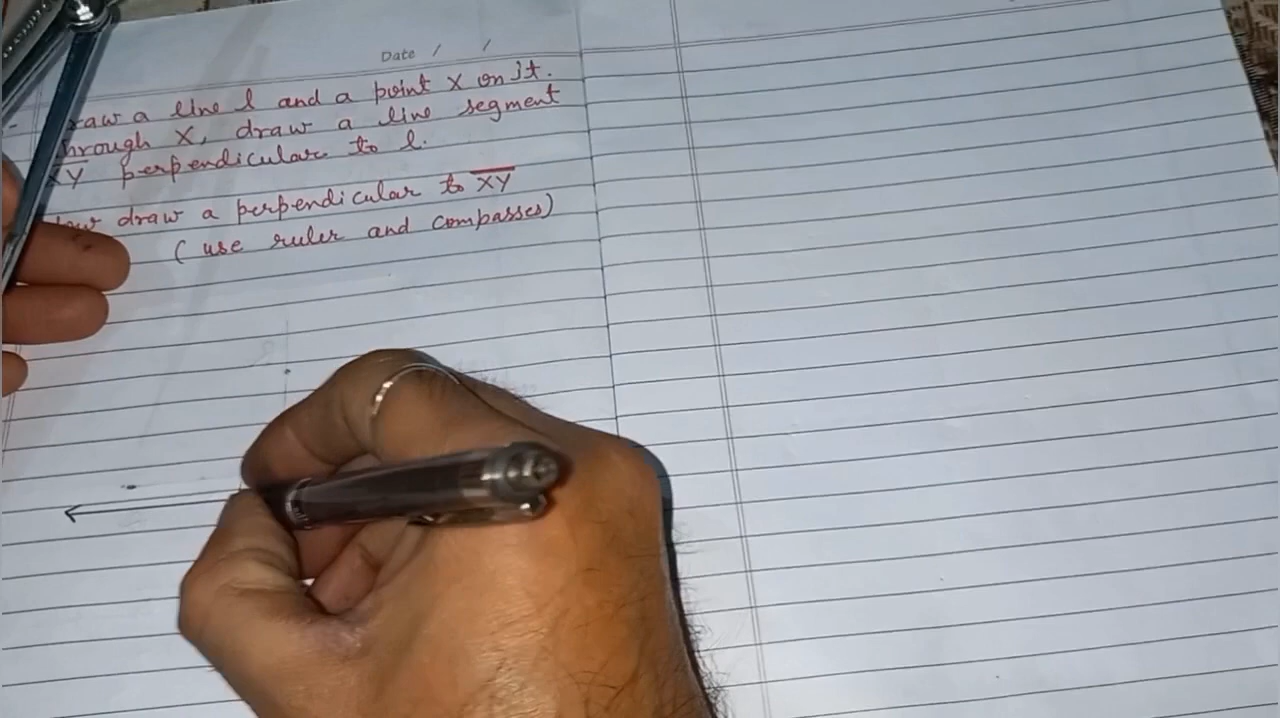 Date / /
raw a line l and a point X on it.
hrough X, draw a line segment
XY perpendicular to l.
draw a perpendicular to XY
(use ruler and compasses)